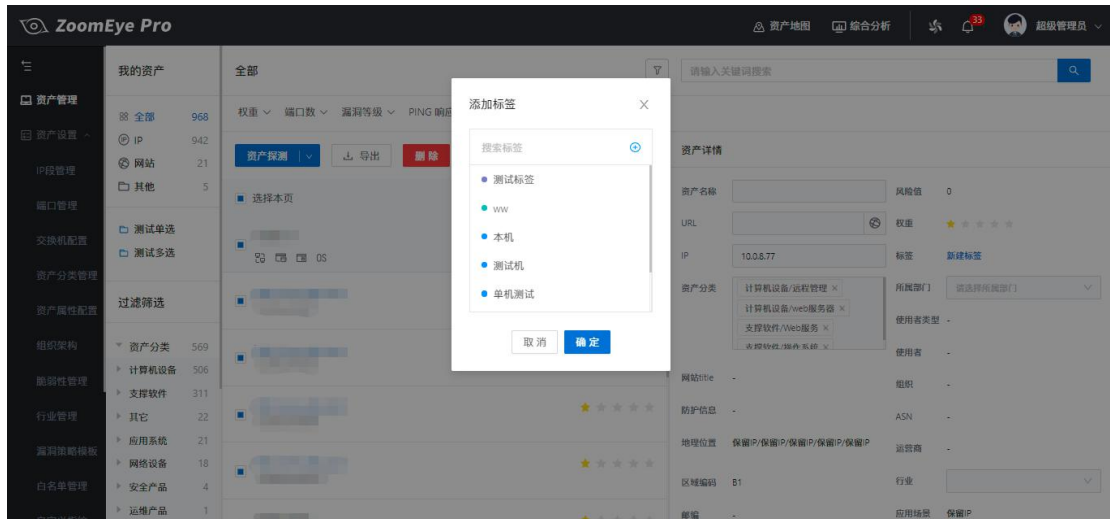 ZoomEye Pro
资产地图
综合分析
33
超级管理员
资产管理
资产设置
IP段管理
端口管理
交换机配置
资产分类管理
资产属性配置
组织架构
脆弱性管理
行业管理
漏洞策略模板
白名单管理
我的资产
全部 968
IP 942
网站 21
其他 5
测试单选
测试多选
过滤筛选
资产分类 569
计算机设备 506
支撑软件 311
其它 22
应用系统 21
网络设备 18
安全产品 4
运维产品 1
全部
请输入关键词搜索
权重 端口数 漏洞等级 PING 响应
资产探测 导出 删除
选择本页
OS
添加标签
搜索标签
测试标签
ww
本机
测试机
单机测试
取消 确定
资产详情
资产名称
风险值 0
URL
权重
IP 10.0.8.77
标签 新建标签
资产分类
计算机设备/远程管理 ×
计算机设备/web服务器 ×
支撑软件/Web服务 ×
支撑软件/操作系统 ×
所属部门 请选择所属部门
使用者类型 -
使用者 -
网站title -
组织 -
防护信息 -
ASN -
地理位置 保留IP/保留IP/保留IP/保留IP/保留IP
运营商 -
区域编码 B1
行业
邮编 -
应用场景 保留IP